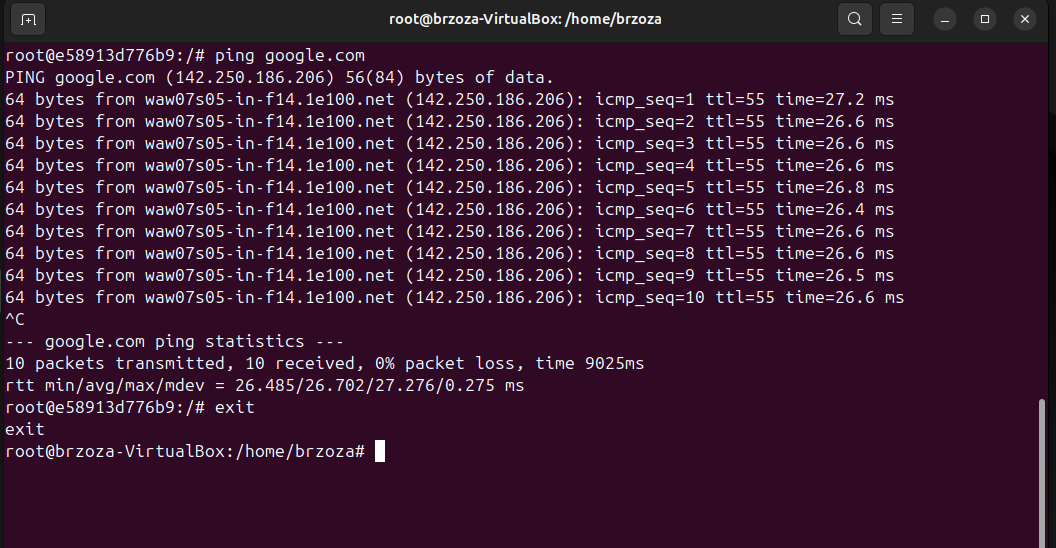 root@brzoza-VirtualBox: /home/brzoza
root@e58913d776b9:/# ping google.com
PING google.com (142.250.186.206) 56(84) bytes of data.
64 bytes from waw07s05-in-f14.1e100.net (142.250.186.206): icmp_seq=1 ttl=55 time=27.2 ms
64 bytes from waw07s05-in-f14.1e100.net (142.250.186.206): icmp_seq=2 ttl=55 time=26.6 ms
64 bytes from waw07s05-in-f14.1e100.net (142.250.186.206): icmp_seq=3 ttl=55 time=26.6 ms
64 bytes from waw07s05-in-f14.1e100.net (142.250.186.206): icmp_seq=4 ttl=55 time=26.6 ms
64 bytes from waw07s05-in-f14.1e100.net (142.250.186.206): icmp_seq=5 ttl=55 time=26.8 ms
64 bytes from waw07s05-in-f14.1e100.net (142.250.186.206): icmp_seq=6 ttl=55 time=26.4 ms
64 bytes from waw07s05-in-f14.1e100.net (142.250.186.206): icmp_seq=7 ttl=55 time=26.6 ms
64 bytes from waw07s05-in-f14.1e100.net (142.250.186.206): icmp_seq=8 ttl=55 time=26.6 ms
64 bytes from waw07s05-in-f14.1e100.net (142.250.186.206): icmp_seq=9 ttl=55 time=26.5 ms
64 bytes from waw07s05-in-f14.1e100.net (142.250.186.206): icmp_seq=10 ttl=55 time=26.6 ms
^C
--- google.com ping statistics ---
10 packets transmitted, 10 received, 0% packet loss, time 9025ms
rtt min/avg/max/mdev = 26.485/26.702/27.276/0.275 ms
root@e58913d776b9:/# exit
exit
root@brzoza-VirtualBox:/home/brzoza#